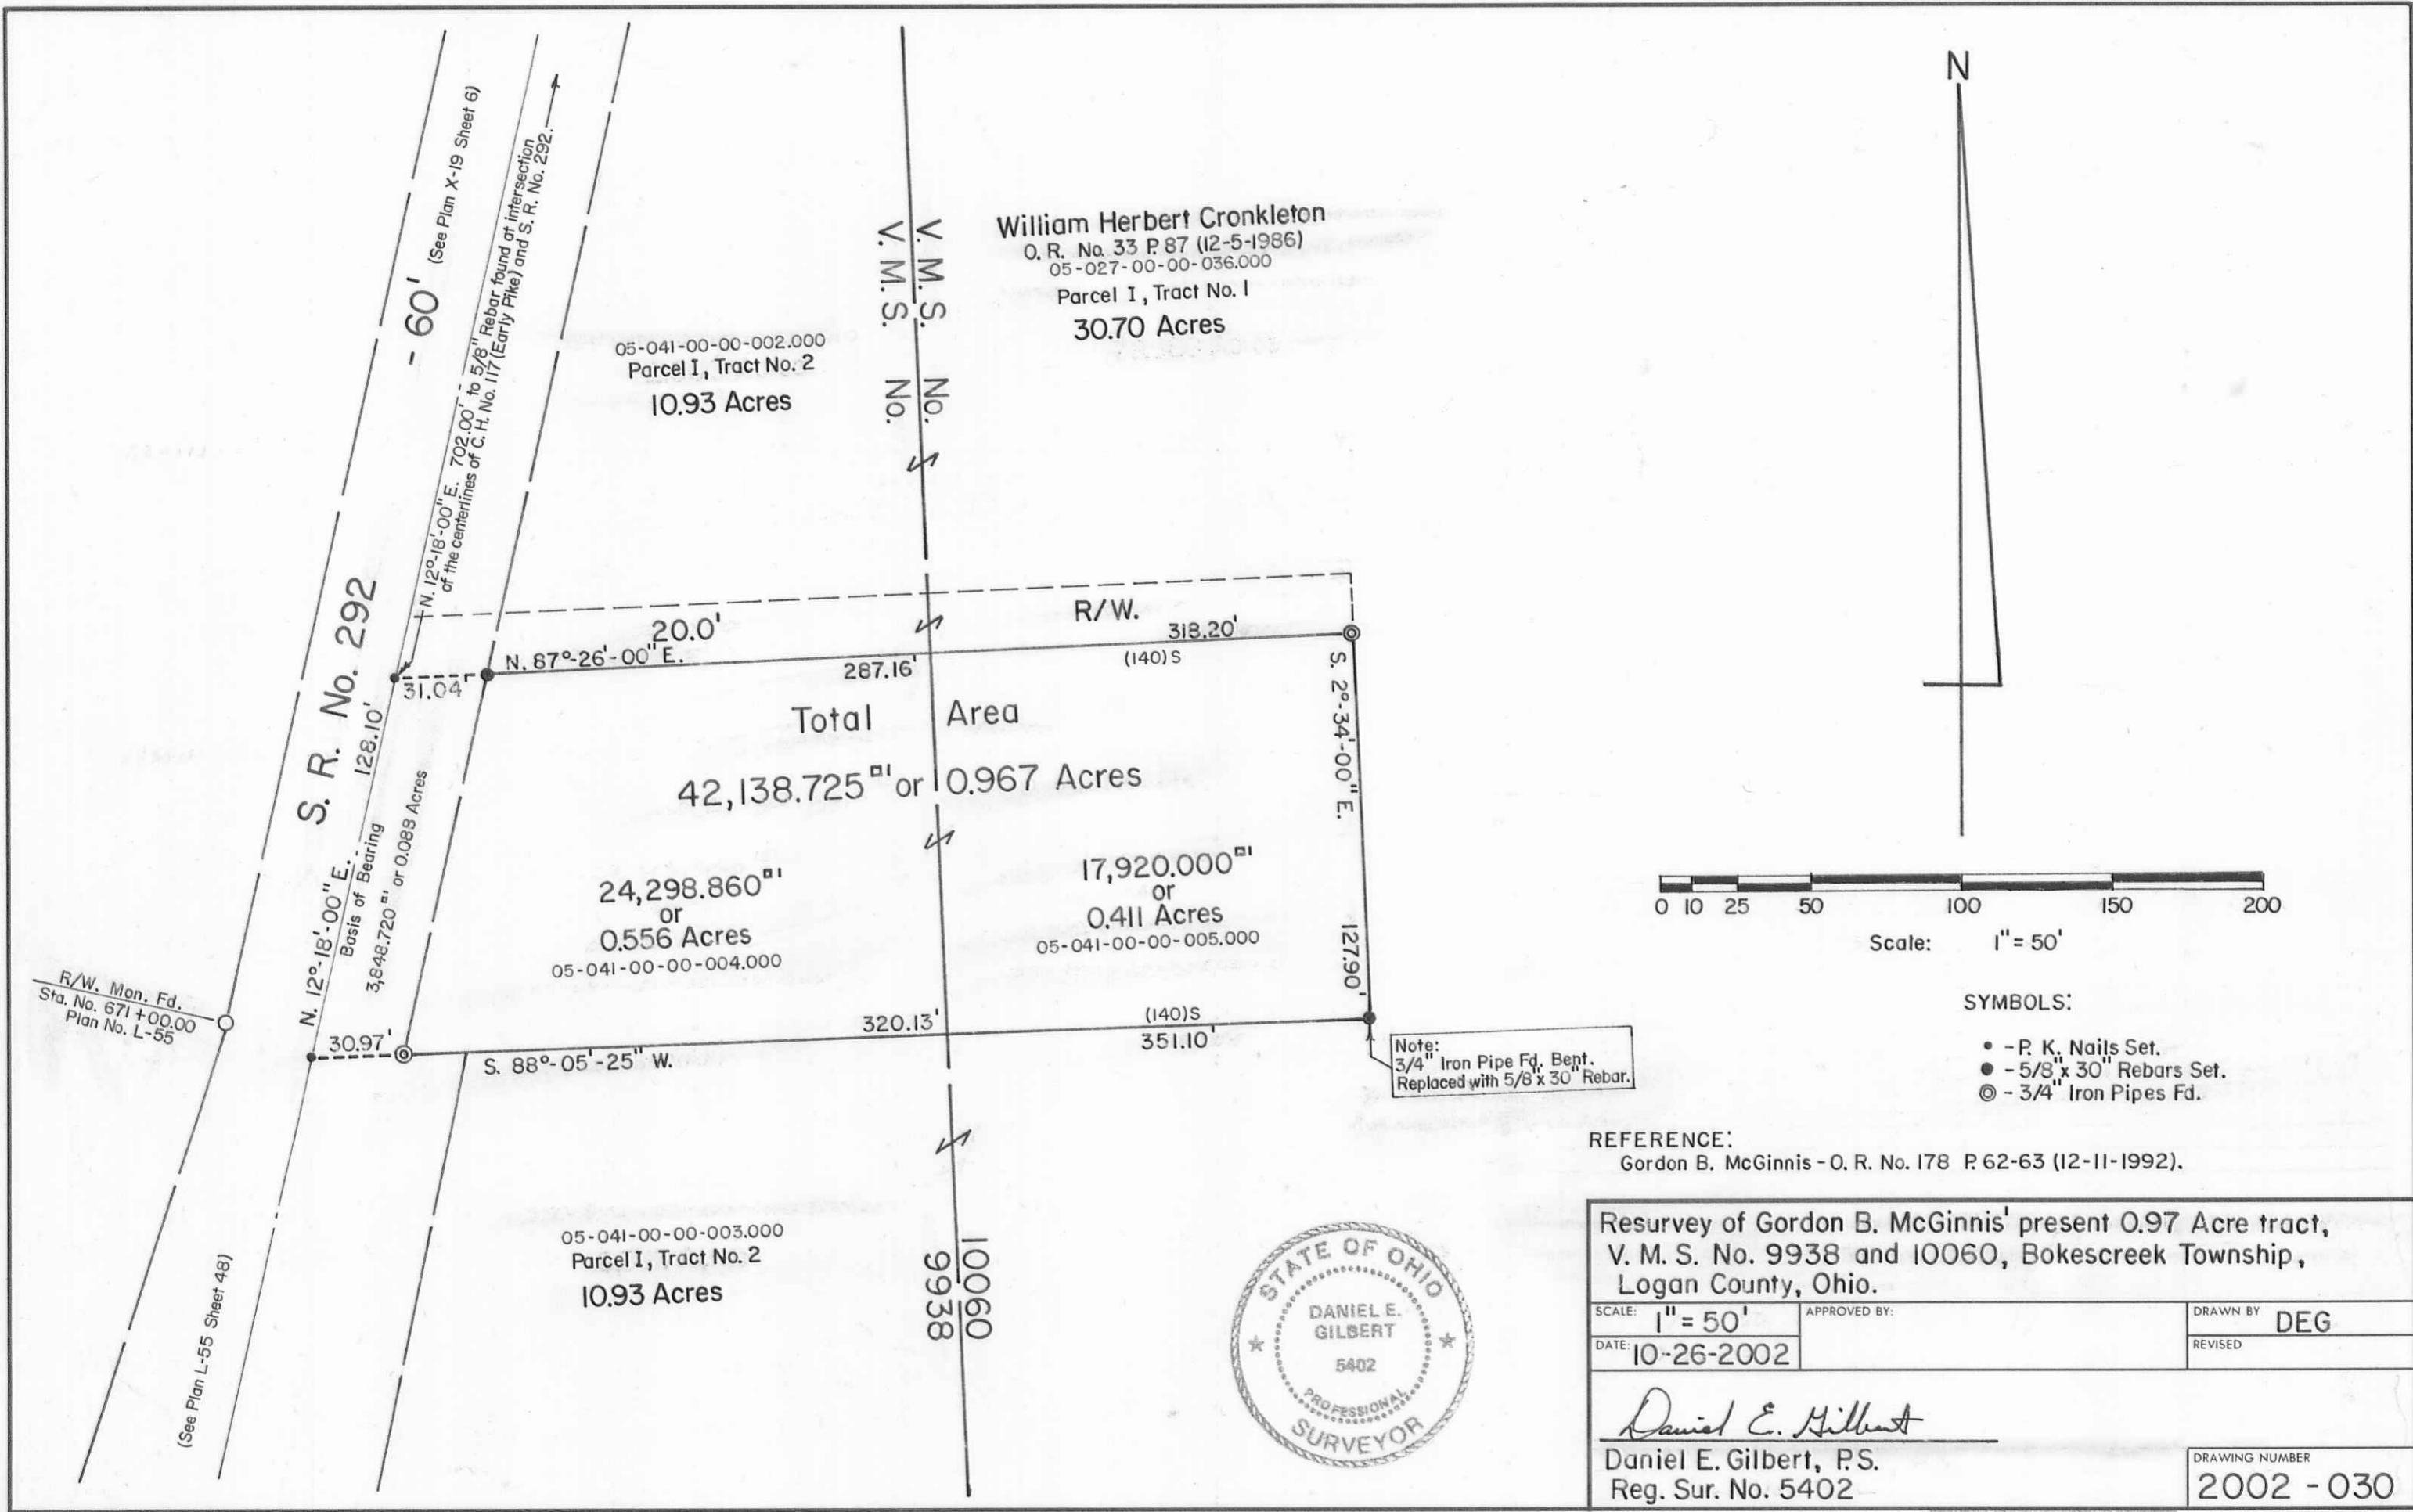 - 60' (See Plan X-19 Sheet 6)
N. 12°-18'-00" E. 702.00' to 5/8" Rebar found at intersection
of the centerlines of C. H. No. 117 (Early Pike) and S. R. No. 292.
S. R. No. 292
V. M. S. No.
V. M. S. No.
William Herbert Cronkleton
O. R. No. 33 P. 87 (12-5-1986)
05-027-00-00-036.000
Parcel I, Tract No. 1
30.70 Acres
05-041-00-00-002.000
Parcel I, Tract No. 2
10.93 Acres
N
20.0'
R/W.
N. 87°-26'-00" E.
287.16'
318.20'
(140)S
31.04'
128.10'
N. 12°-18'-00" E.
Basis of Bearing
3,848.720 □' or 0.088 Acres
Total Area
42,138.725 □' or 0.967 Acres
S. 2°-34'-00" E.
127.90'
24,298.860 □'
or
0.556 Acres
05-041-00-00-004.000
17,920.000 □'
or
0.411 Acres
05-041-00-00-005.000
R/W. Mon. Fd.
Sta. No. 671+00.00
Plan No. L-55
30.97'
S. 88°-05'-25" W.
320.13'
(140)S
351.10'
Note:
3/4" Iron Pipe Fd. Bent.
Replaced with 5/8" x 30" Rebar.
0 10 25 50 100 150 200
Scale: 1" = 50'
SYMBOLS:
- P. K. Nails Set.
- 5/8" x 30" Rebars Set.
- 3/4" Iron Pipes Fd.
REFERENCE:
Gordon B. McGinnis - O. R. No. 178 P. 62-63 (12-11-1992).
(See Plan L-55 Sheet 48)
05-041-00-00-003.000
Parcel I, Tract No. 2
10.93 Acres
10060
9938
STATE OF OHIO
DANIEL E.
GILBERT
5402
PROFESSIONAL
SURVEYOR
Resurvey of Gordon B. McGinnis' present 0.97 Acre tract,
V. M. S. No. 9938 and 10060, Bokescreek Township,
Logan County, Ohio.
SCALE: 1" = 50'
APPROVED BY:
DRAWN BY DEG
DATE: 10-26-2002
REVISED
Daniel E. Gilbert
Daniel E. Gilbert, P.S.
Reg. Sur. No. 5402
DRAWING NUMBER
2002 - 030